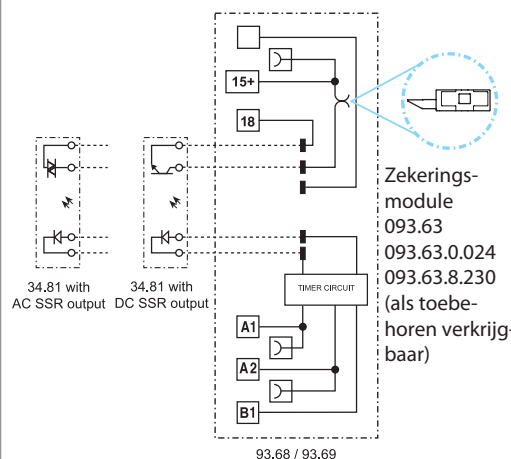 15+
18
Zekerings-
module
093.63
093.63.0.024
093.63.8.230
(als toebe-
horen verkrijg-
baar)
34.81 with
AC SSR output
34.81 with
DC SSR output
TIMER CIRCUIT
A1
A2
B1
93.68 / 93.69